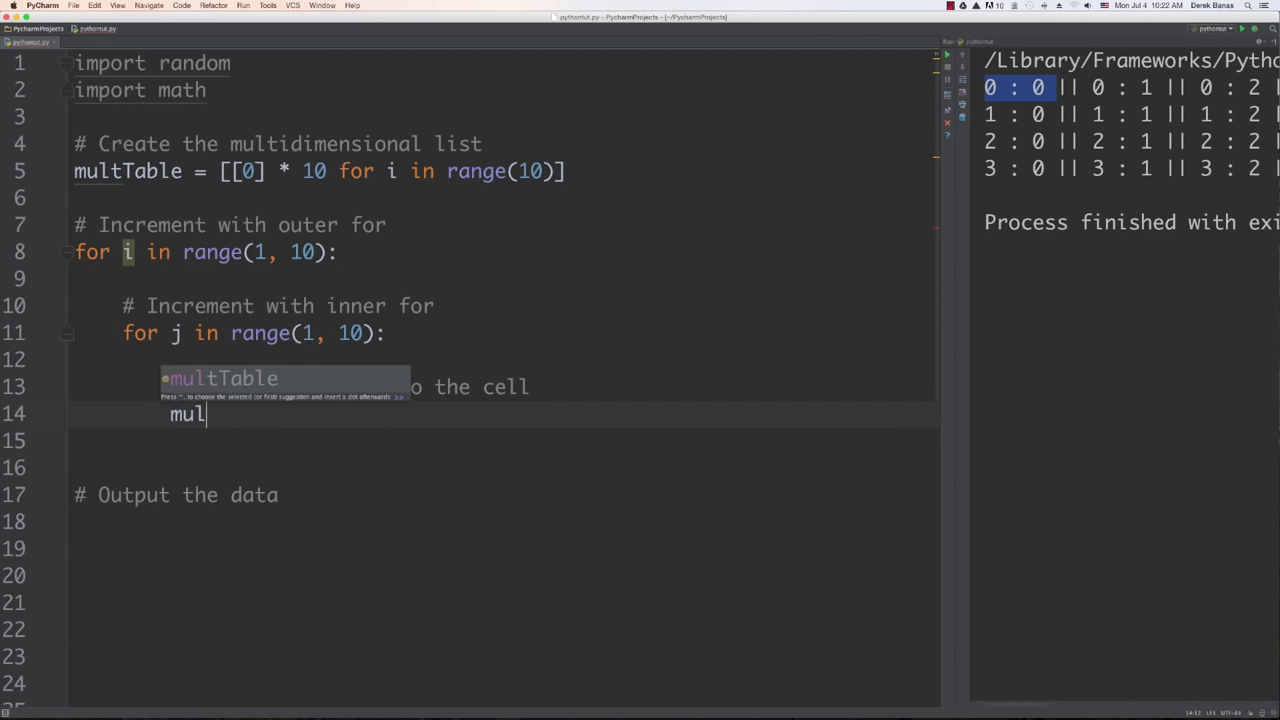 PyCharm File Edit View Navigate Code Refactor Run Tools VCS Window Help
10 Mon Jul 4 10:22 AM Derek Banas
pythontut.py - PycharmProjects - [~/PycharmProjects]
PycharmProjects pythontut.py pythontut
pythontut.py Run: pythontut
1 import random
2 import math
3
4 # Create the multidimensional list
5 multTable = [[0] * 10 for i in range(10)]
6
7 # Increment with outer for
8 for i in range(1, 10):
9
10 # Increment with inner for
11 for j in range(1, 10):
12
multTable
13 o the cell
Press ^. to choose the selected (or first) suggestion and insert a dot afterwards >>
14 mul
15
16
17 # Output the data
18
19
20
21
22
23
24
/Library/Frameworks/Pytho
0 : 0 || 0 : 1 || 0 : 2 |
1 : 0 || 1 : 1 || 1 : 2 |
2 : 0 || 2 : 1 || 2 : 2 |
3 : 0 || 3 : 1 || 3 : 2 |
Process finished with exi
14:12 LF‡ UTF-8‡